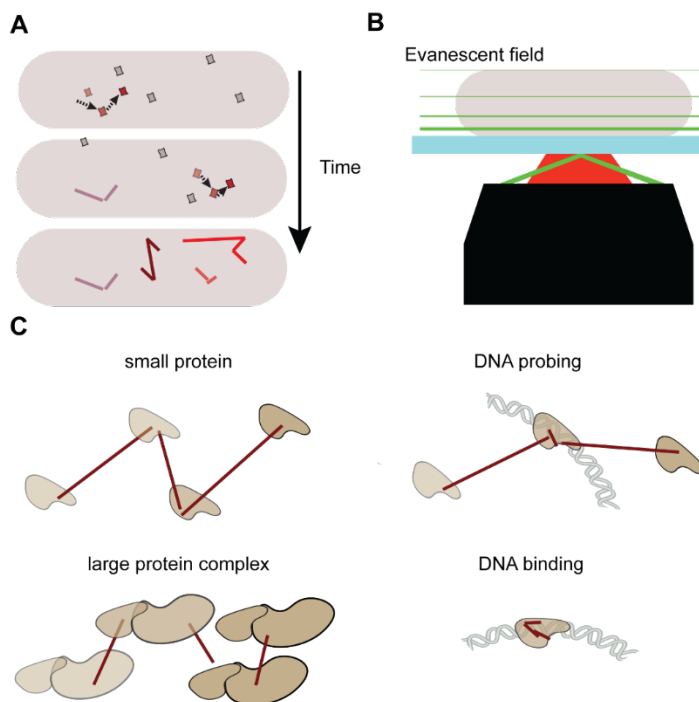 A
B
Evanescent field
Time
C
small protein
DNA probing
large protein complex
DNA binding